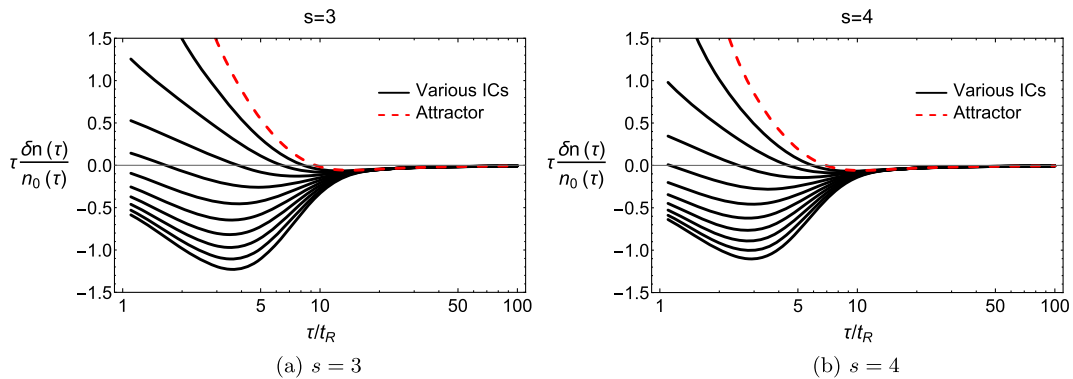 s=3
1.5
1.0
0.5
0.0
−0.5
−1.0
−1.5
τ δn(τ)/n₀(τ)
Various ICs
Attractor
1 5 10 50 100
τ/t_R
(a) s = 3
s=4
1.5
1.0
0.5
0.0
−0.5
−1.0
−1.5
τ δn(τ)/n₀(τ)
Various ICs
Attractor
1 5 10 50 100
τ/t_R
(b) s = 4